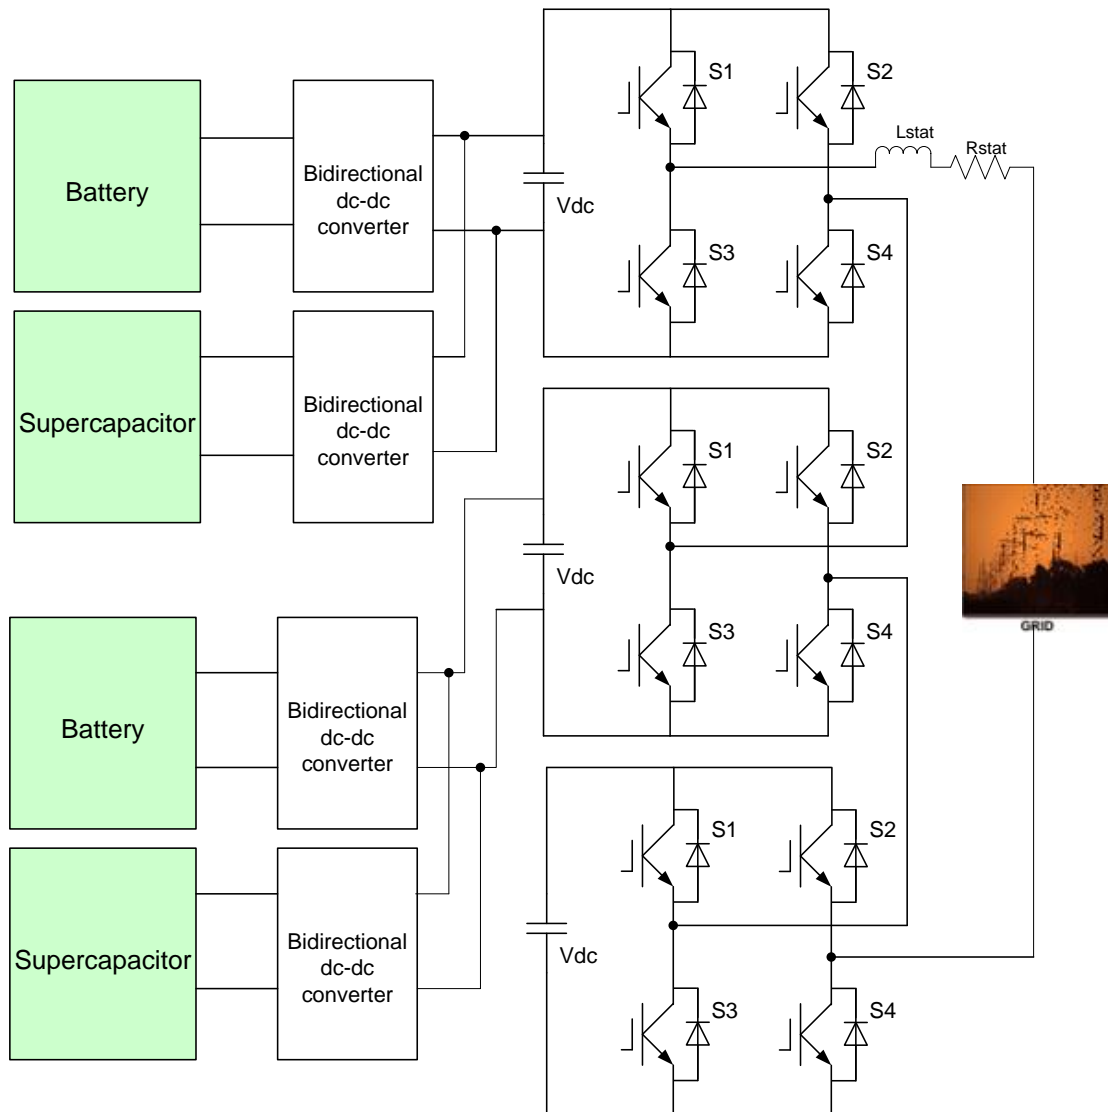 S1
S2
Lstat
Rstat
Battery
Bidirectional
dc-dc
converter
Vdc
S3
S4
Supercapacitor
Bidirectional
dc-dc
converter
S1
S2
Vdc
S3
S4
GRID
Battery
Bidirectional
dc-dc
converter
S1
S2
Supercapacitor
Bidirectional
dc-dc
converter
Vdc
S3
S4